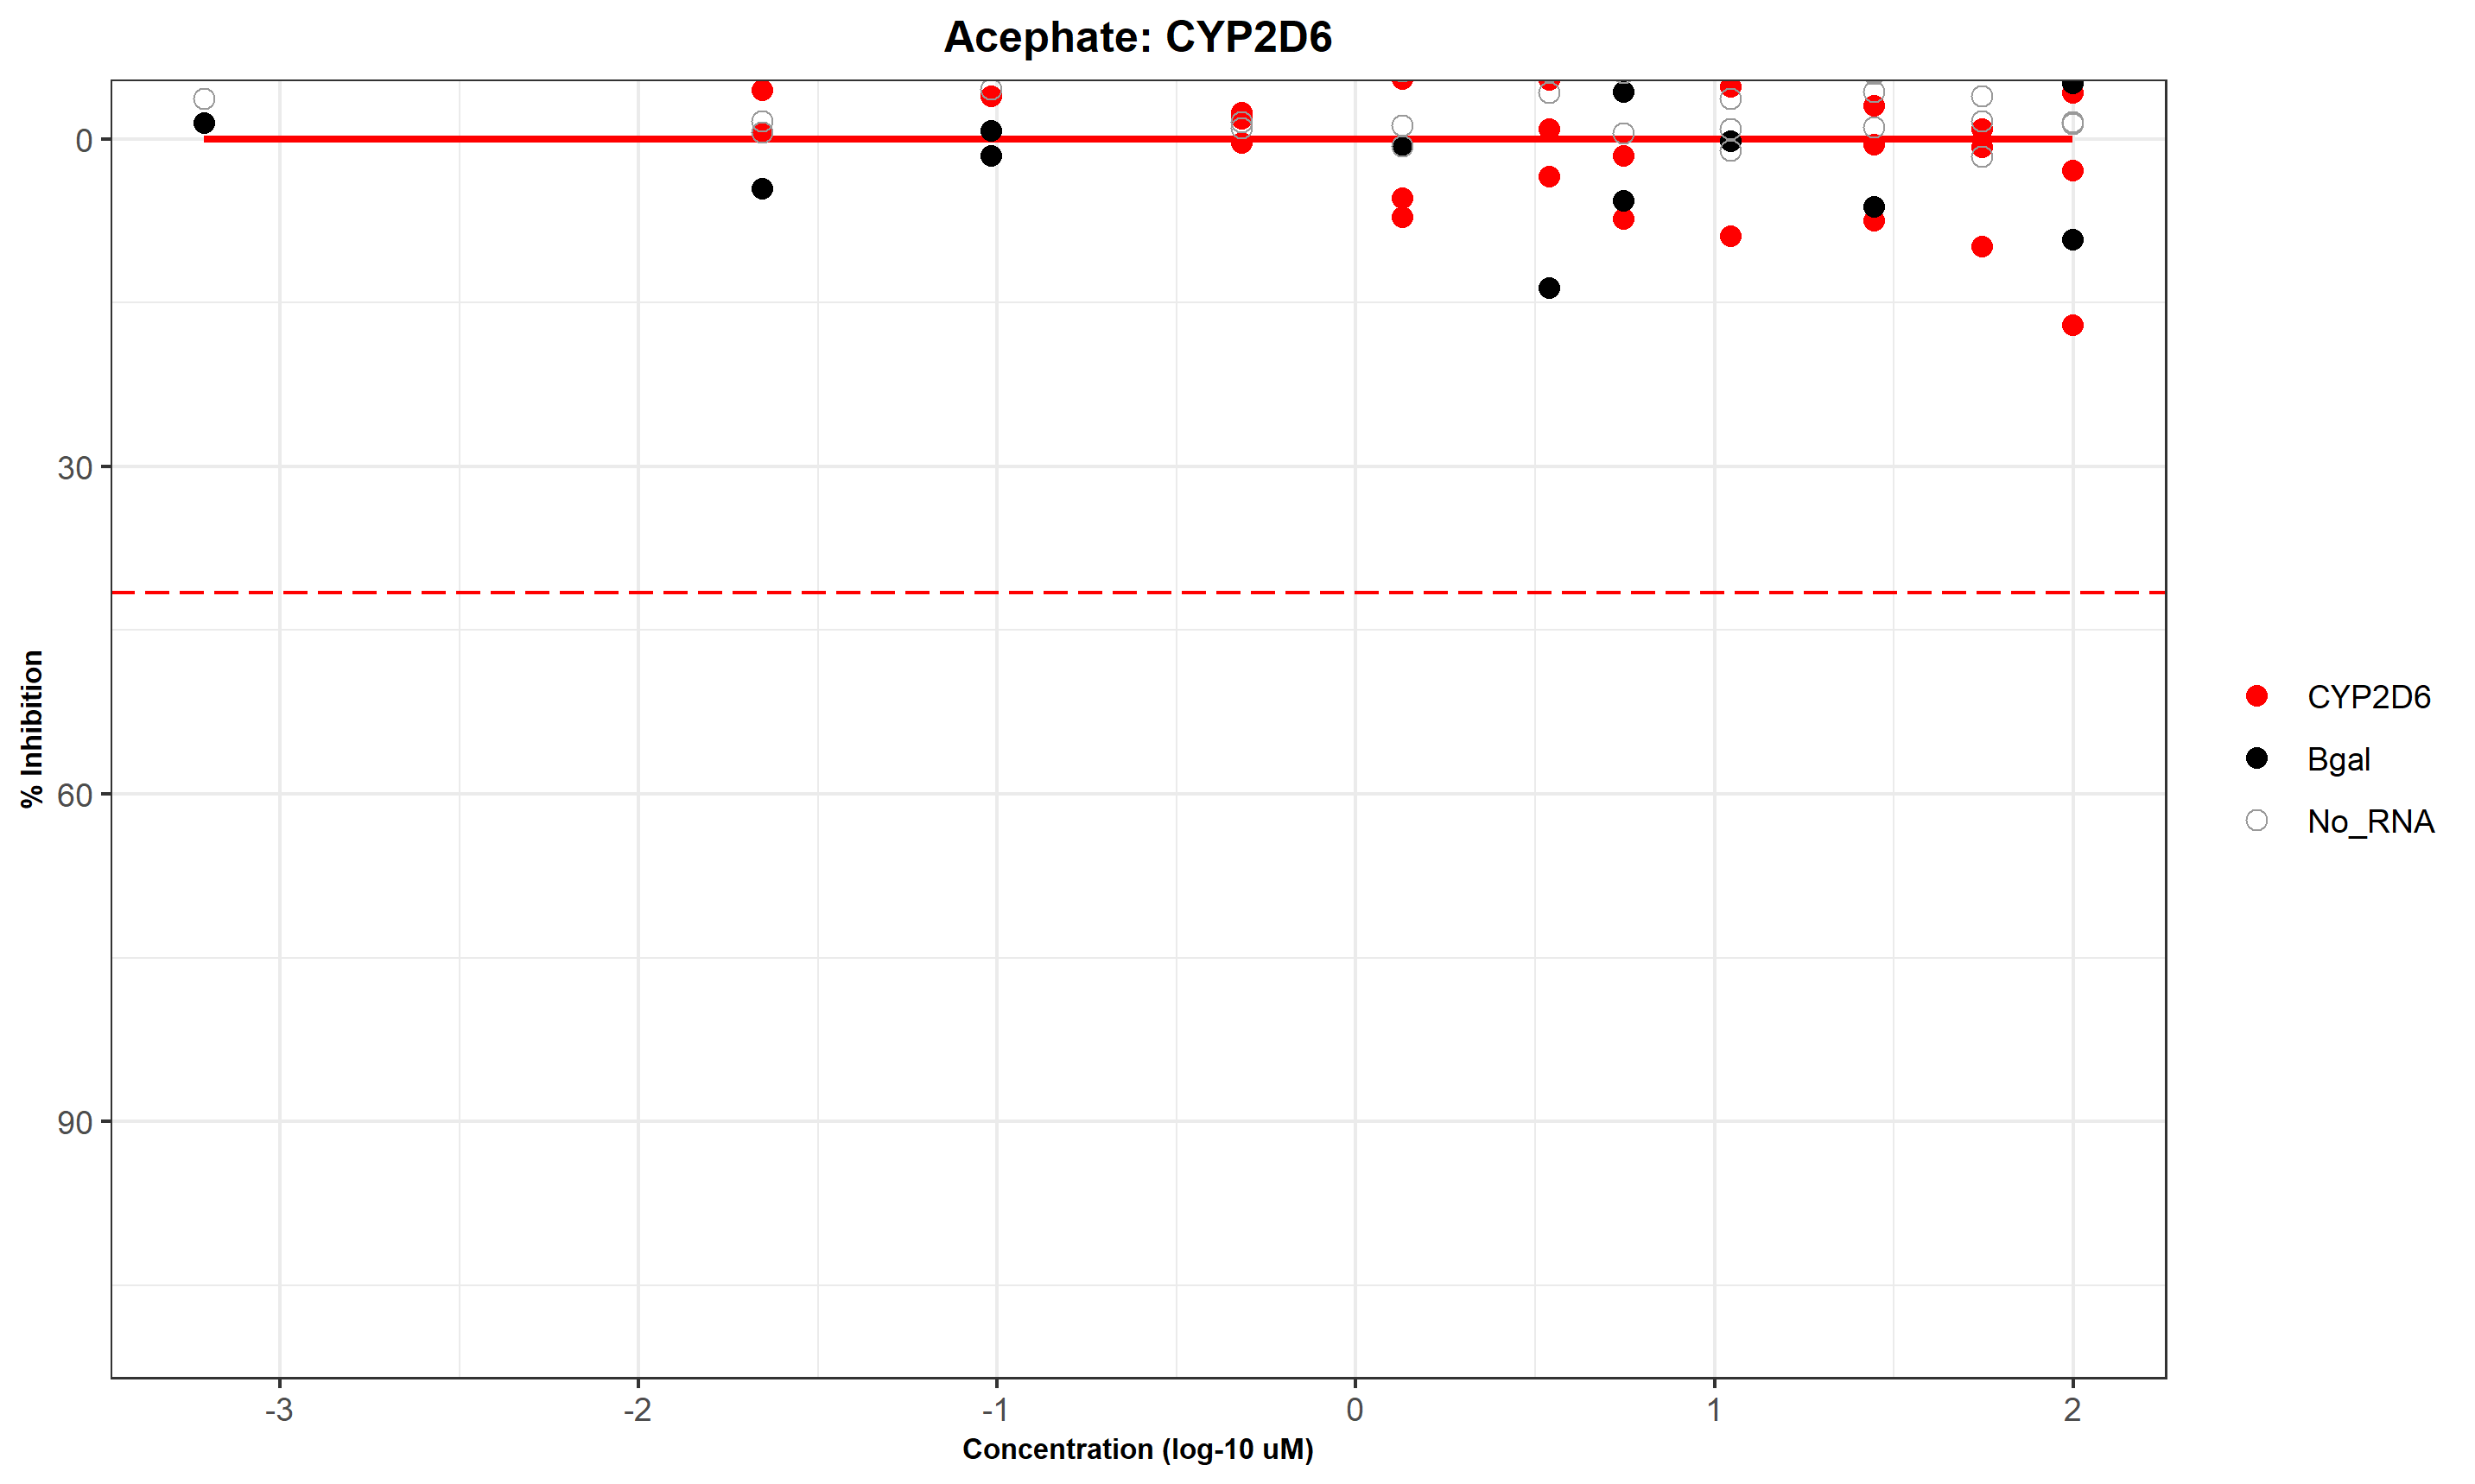 Acephate: CYP2D6
% Inhibition
0
30
60
90
-3
-2
-1
0
1
2
Concentration (log-10 uM)
CYP2D6
Bgal
No_RNA